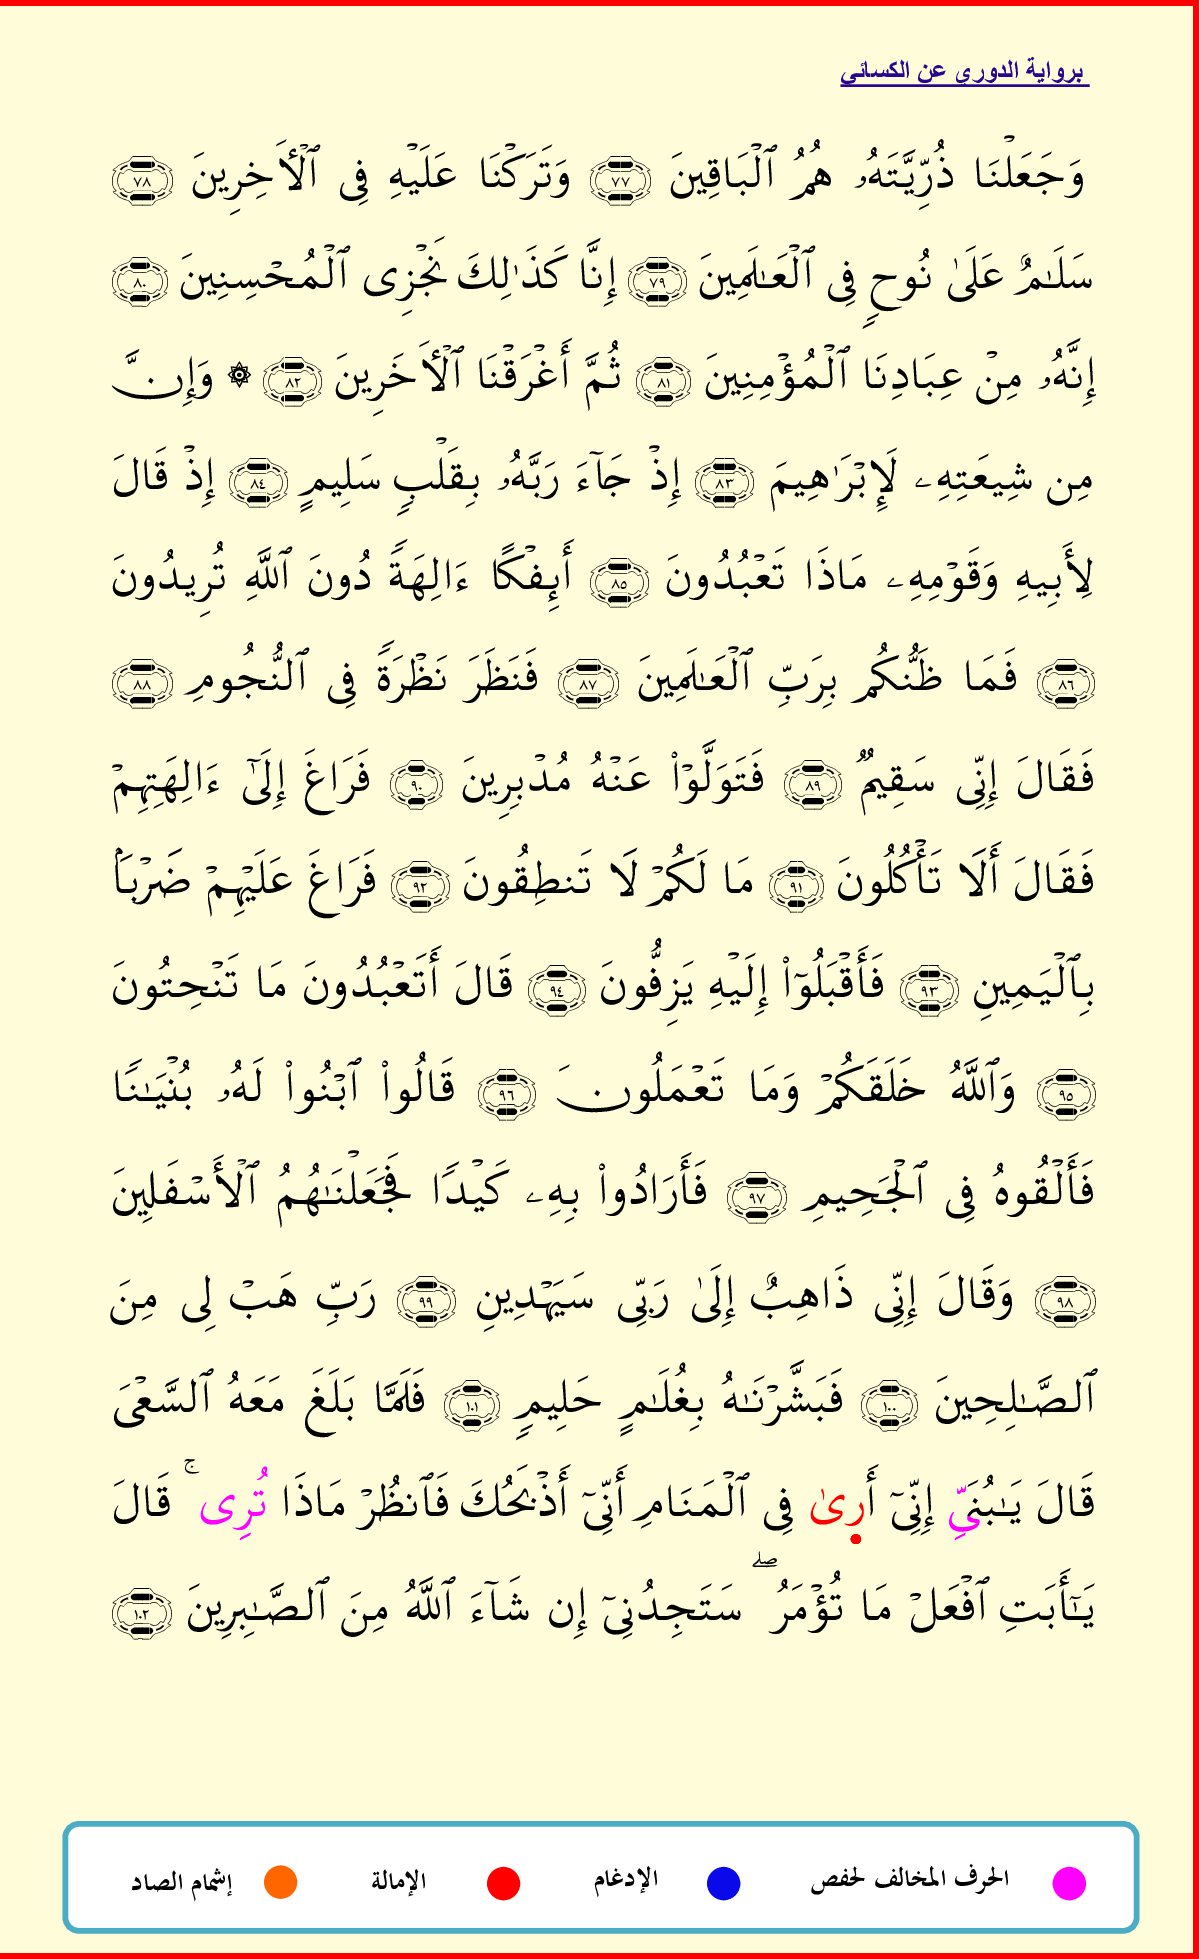 برواية الدوري عن الكسائي
وَجَعَلْنَا ذُرِّيَّتَهُۥ هُمُ ٱلْبَاقِينَ ٧٧ وَتَرَكْنَا عَلَيْهِ فِى ٱلْأَخِرِينَ ٧٨
سَلَـٰمٌ عَلَىٰ نُوحٍ فِى ٱلْعَـٰلَمِينَ ٧٩ إِنَّا كَذَٰلِكَ نَجْزِى ٱلْمُحْسِنِينَ ٨٠
إِنَّهُۥ مِنْ عِبَادِنَا ٱلْمُؤْمِنِينَ ٨١ ثُمَّ أَغْرَقْنَا ٱلْأَخَرِينَ ٨٢ ۞ وَإِنَّ
مِن شِيعَتِهِۦ لَإِبْرَٰهِيمَ ٨٣ إِذْ جَآءَ رَبَّهُۥ بِقَلْبٍ سَلِيمٍ ٨٤ إِذْ قَالَ
لِأَبِيهِ وَقَوْمِهِۦ مَاذَا تَعْبُدُونَ ٨٥ أَئِفْكًا ءَالِهَةً دُونَ ٱللَّهِ تُرِيدُونَ
٨٦ فَمَا ظَنُّكُم بِرَبِّ ٱلْعَـٰلَمِينَ ٨٧ فَنَظَرَ نَظْرَةً فِى ٱلنُّجُومِ ٨٨
فَقَالَ إِنِّى سَقِيمٌ ٨٩ فَتَوَلَّوْا۟ عَنْهُ مُدْبِرِينَ ٩٠ فَرَاغَ إِلَىٰٓ ءَالِهَتِهِمْ
فَقَالَ أَلَا تَأْكُلُونَ ٩١ مَا لَكُمْ لَا تَنطِقُونَ ٩٢ فَرَاغَ عَلَيْهِمْ ضَرْبَۢا
بِٱلْيَمِينِ ٩٣ فَأَقْبَلُوٓا۟ إِلَيْهِ يَزِفُّونَ ٩٤ قَالَ أَتَعْبُدُونَ مَا تَنْحِتُونَ
٩٥ وَٱللَّهُ خَلَقَكُمْ وَمَا تَعْمَلُونَ ٩٦ قَالُوا۟ ٱبْنُوا۟ لَهُۥ بُنْيَـٰنًا
فَأَلْقُوهُ فِى ٱلْجَحِيمِ ٩٧ فَأَرَادُوا۟ بِهِۦ كَيْدًا فَجَعَلْنَـٰهُمُ ٱلْأَسْفَلِينَ
٩٨ وَقَالَ إِنِّى ذَاهِبٌ إِلَىٰ رَبِّى سَيَهْدِينِ ٩٩ رَبِّ هَبْ لِى مِنَ
ٱلصَّـٰلِحِينَ ١٠٠ فَبَشَّرْنَـٰهُ بِغُلَـٰمٍ حَلِيمٍ ١٠١ فَلَمَّا بَلَغَ مَعَهُ ٱلسَّعْىَ
قَالَ يَـٰبُنَىِّ إِنِّىٓ أَرِىٰ فِى ٱلْمَنَامِ أَنِّىٓ أَذْبَحُكَ فَٱنظُرْ مَاذَا تُرِى ۚ قَالَ
يَـٰٓأَبَتِ ٱفْعَلْ مَا تُؤْمَرُ ۖ سَتَجِدُنِىٓ إِن شَآءَ ٱللَّهُ مِنَ ٱلصَّـٰبِرِينَ ١٠٢
الحرف المخالف لحفص الإدغام الإمالة إشمام الصاد